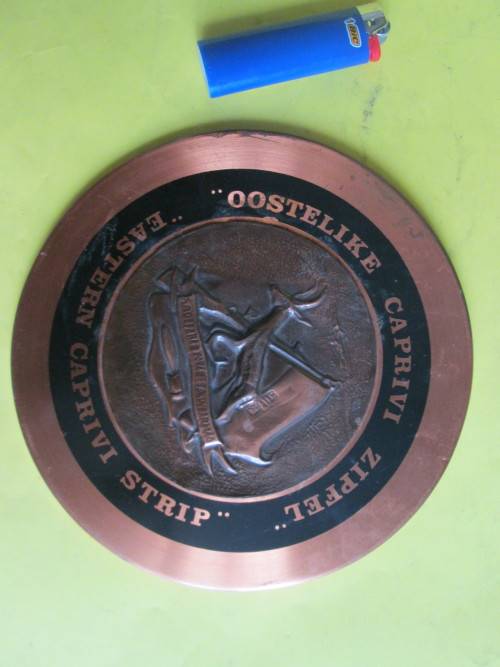 "OOSTELIKE CAPRIVI ZIPFEL"
"EASTERN CAPRIVI STRIP"
BIC